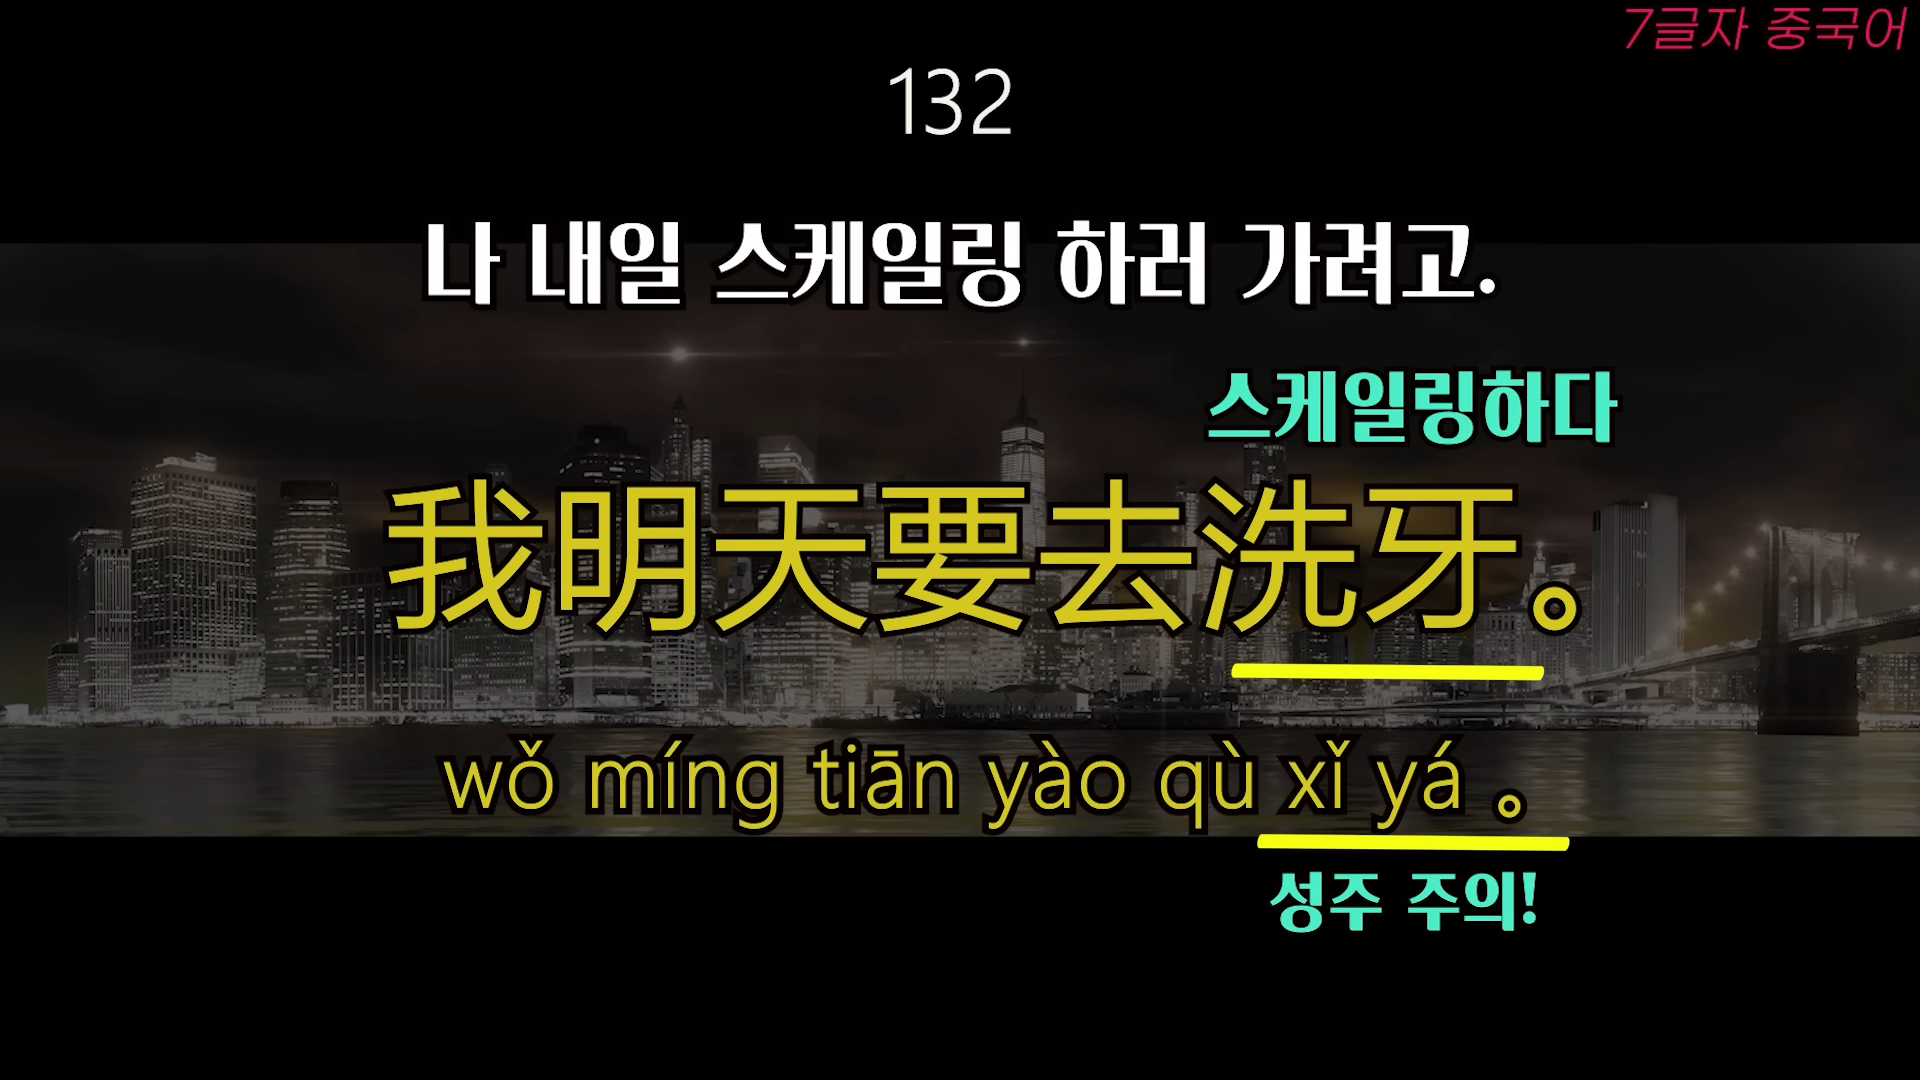 7글자 중국어
132
나 내일 스케일링 하러 가려고.
스케일링하다
我明天要去洗牙。
wǒ míng tiān yào qù xǐ yá 。
성주 주의!